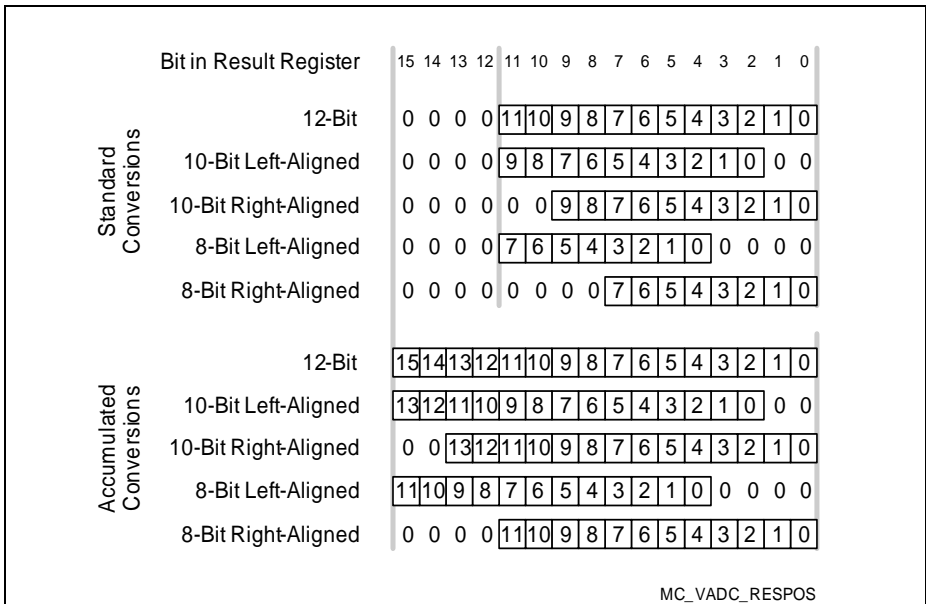 Bit in Result Register 15 14 13 12 11 10 9 8 7 6 5 4 3 2 1 0
Standard Conversions
12-Bit 0 0 0 0 11 10 9 8 7 6 5 4 3 2 1 0
10-Bit Left-Aligned 0 0 0 0 9 8 7 6 5 4 3 2 1 0 0 0
10-Bit Right-Aligned 0 0 0 0 0 0 9 8 7 6 5 4 3 2 1 0
8-Bit Left-Aligned 0 0 0 0 7 6 5 4 3 2 1 0 0 0 0 0
8-Bit Right-Aligned 0 0 0 0 0 0 0 0 7 6 5 4 3 2 1 0
Accumulated Conversions
12-Bit 15 14 13 12 11 10 9 8 7 6 5 4 3 2 1 0
10-Bit Left-Aligned 13 12 11 10 9 8 7 6 5 4 3 2 1 0 0 0
10-Bit Right-Aligned 0 0 13 12 11 10 9 8 7 6 5 4 3 2 1 0
8-Bit Left-Aligned 11 10 9 8 7 6 5 4 3 2 1 0 0 0 0 0
8-Bit Right-Aligned 0 0 0 0 11 10 9 8 7 6 5 4 3 2 1 0
MC_VADC_RESPOS